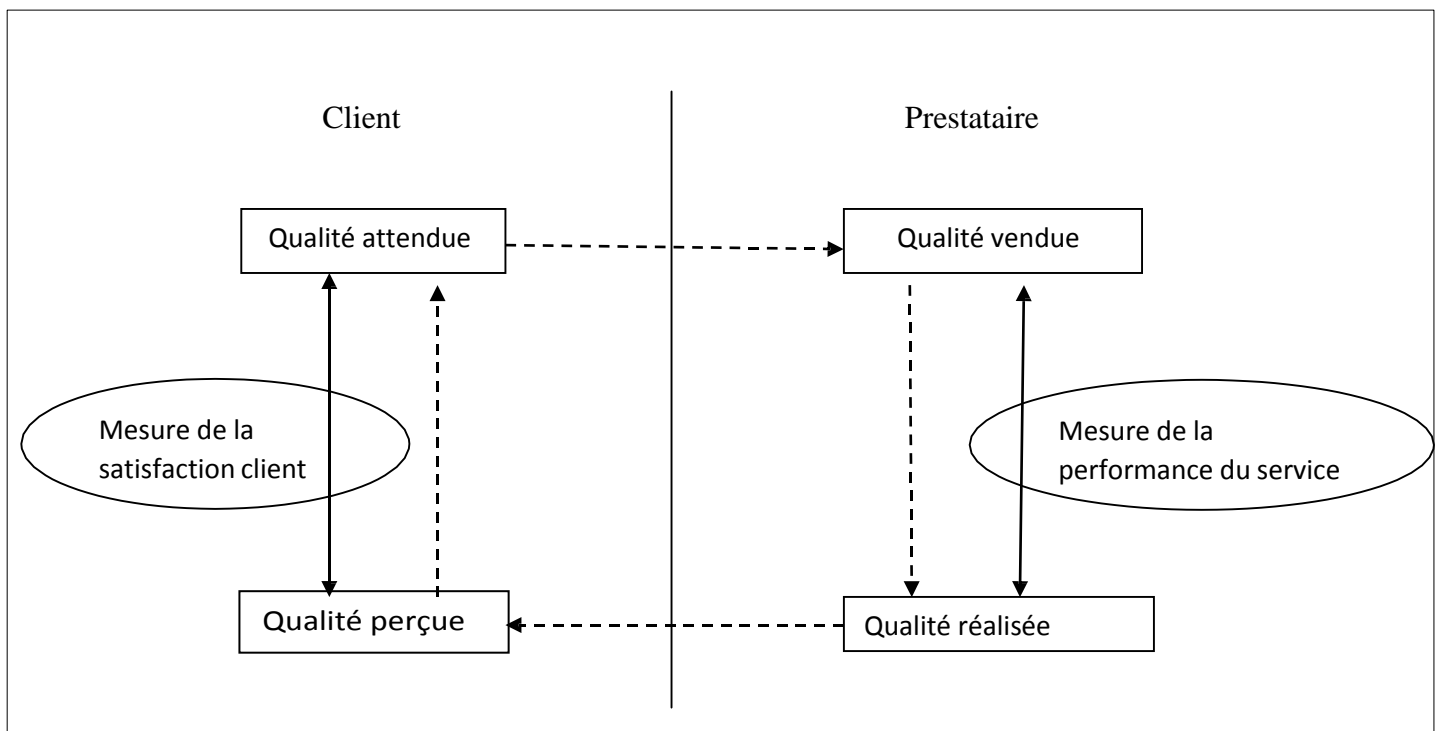 Client
Prestataire
Qualité attendue
Qualité vendue
Mesure de la
satisfaction client
Mesure de la
performance du service
Qualité perçue
Qualité réalisée